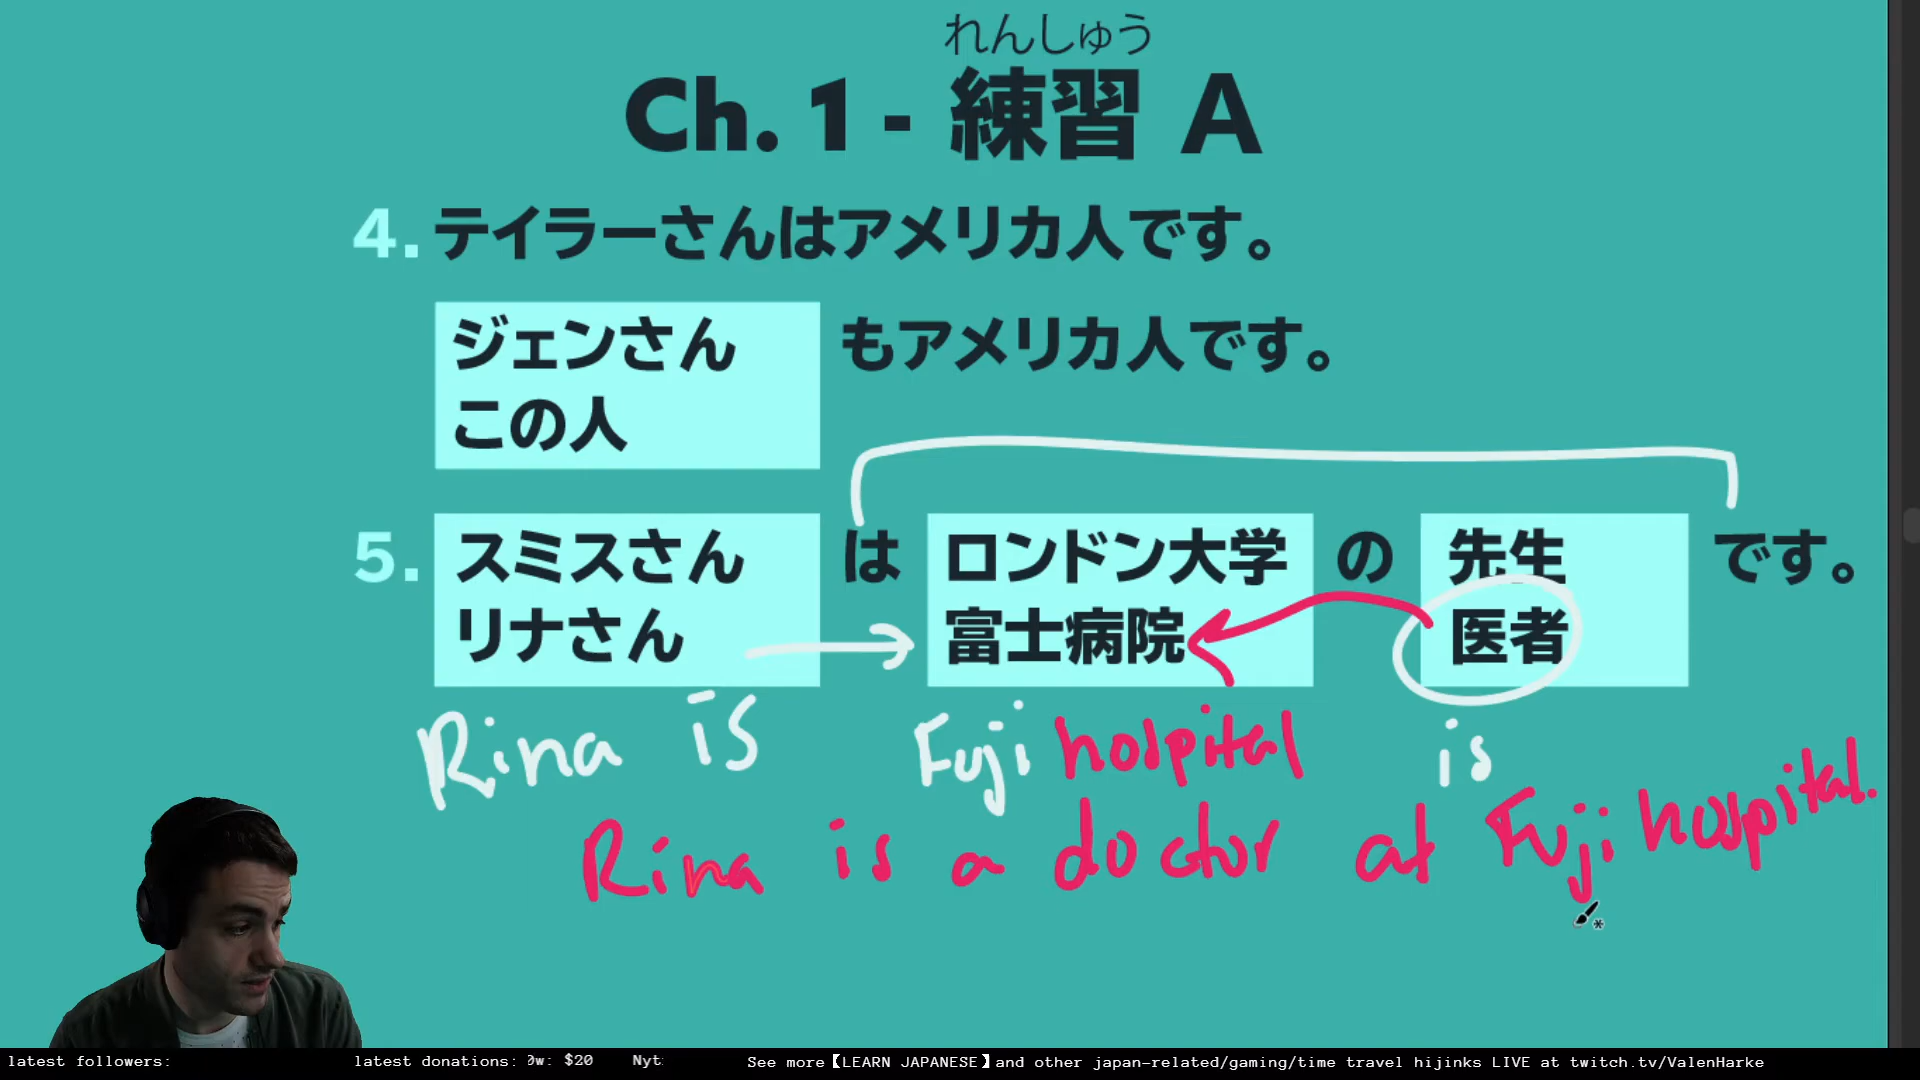 れんしゅう
Ch. 1 - 練習 A
4. テイラーさんはアメリカ人です。
ジェンさん もアメリカ人です。
この人
5. スミスさん は ロンドン大学 の 先生 です。
リナさん 富士病院 医者
Rina is Fuji hospital is
Rina is a doctor at Fuji hospital.
latest followers: latest donations: w: $20 Nyt See more【LEARN JAPANESE】and other japan-related/gaming/time travel hijinks LIVE at twitch.tv/ValenHarke